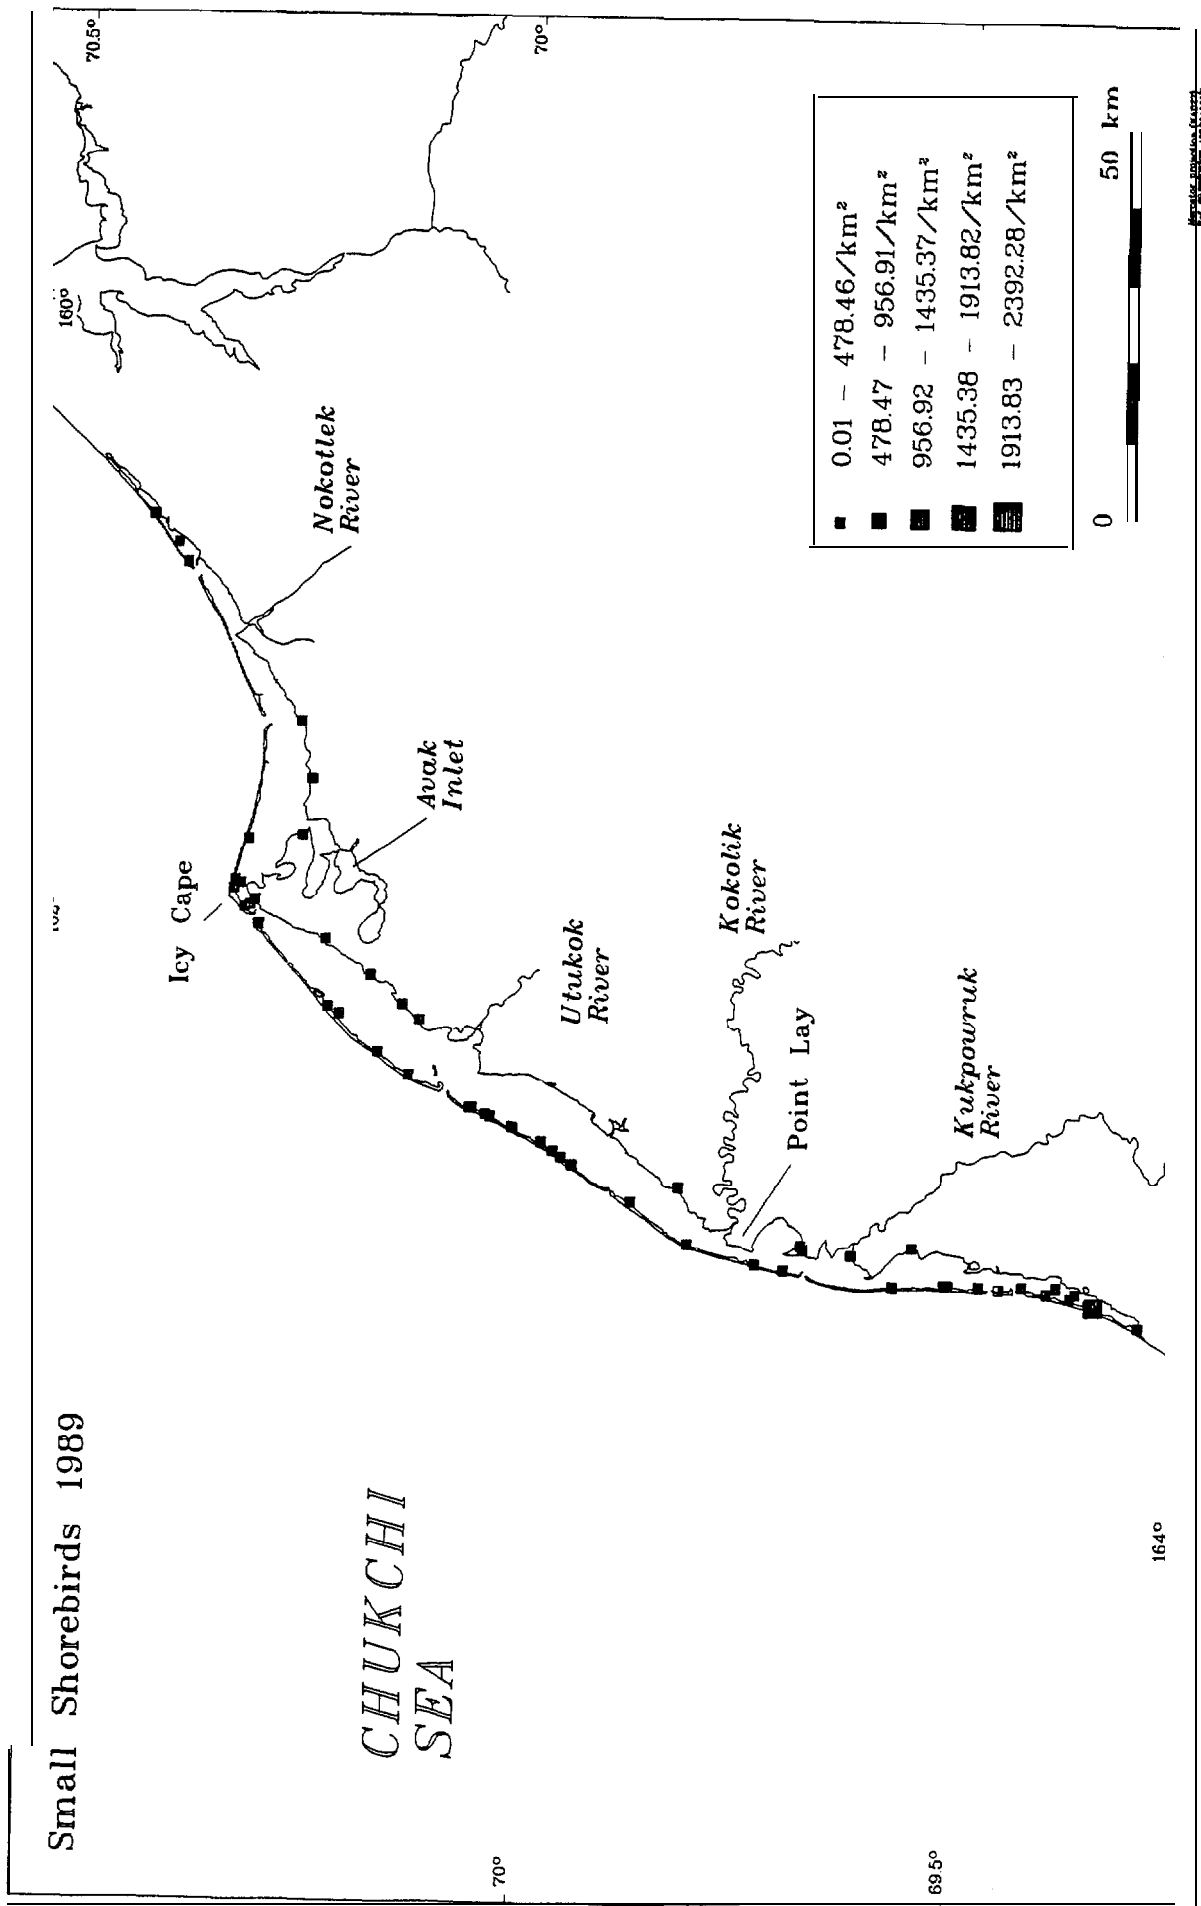 Small Shorebirds 1989
CHUKCHI
SEA
Icy Cape
Nokotlek
River
Avak
Inlet
Utukok
River
Kokolik
River
Point Lay
Kukpowruk
River
70.5°
70°
160°
70°
69.5°
164°
0.01 – 478.46/km²
478.47 – 956.91/km²
956.92 – 1435.37/km²
1435.38 – 1913.82/km²
1913.83 – 2392.28/km²
0 50 km